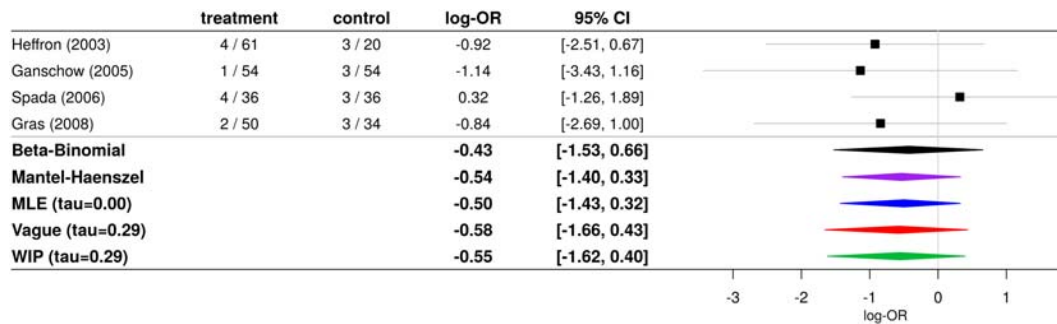 treatment control log-OR 95% CI
Heffron (2003) 4 / 61 3 / 20 -0.92 [-2.51, 0.67]
Ganschow (2005) 1 / 54 3 / 54 -1.14 [-3.43, 1.16]
Spada (2006) 4 / 36 3 / 36 0.32 [-1.26, 1.89]
Gras (2008) 2 / 50 3 / 34 -0.84 [-2.69, 1.00]
Beta-Binomial -0.43 [-1.53, 0.66]
Mantel-Haenszel -0.54 [-1.40, 0.33]
MLE (tau=0.00) -0.50 [-1.43, 0.32]
Vague (tau=0.29) -0.58 [-1.66, 0.43]
WIP (tau=0.29) -0.55 [-1.62, 0.40]
-3 -2 -1 0 1
log-OR